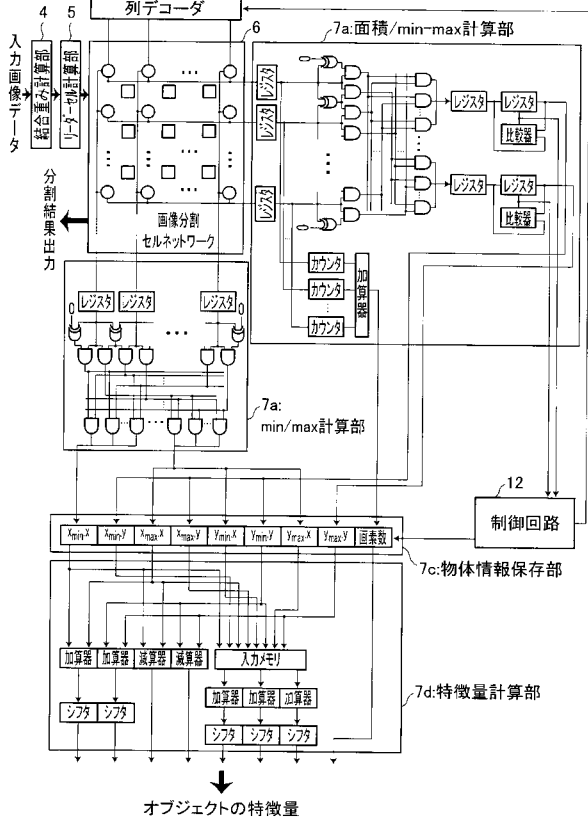 列デコーダ
4
5
6
7a:面積/min-max計算部
入力画像データ
結合重み計算部
リーダーセル計算部
レジスタ
レジスタ
レジスタ
レジスタ
レジスタ
比較器
レジスタ
レジスタ
比較器
分割結果出力
画像分割
セルネットワーク
カウンタ
カウンタ
カウンタ
加算器
レジスタ
レジスタ
レジスタ
7a:
min/max計算部
12
制御回路
xmin.x xmin.y xmax.x xmax.y ymin.x ymin.y ymax.x ymax.y 画素数
7c:物体情報保存部
加算器 加算器 減算器 減算器
入力メモリ
加算器 加算器 加算器
シフタ シフタ
シフタ シフタ シフタ
7d:特徴量計算部
オブジェクトの特徴量